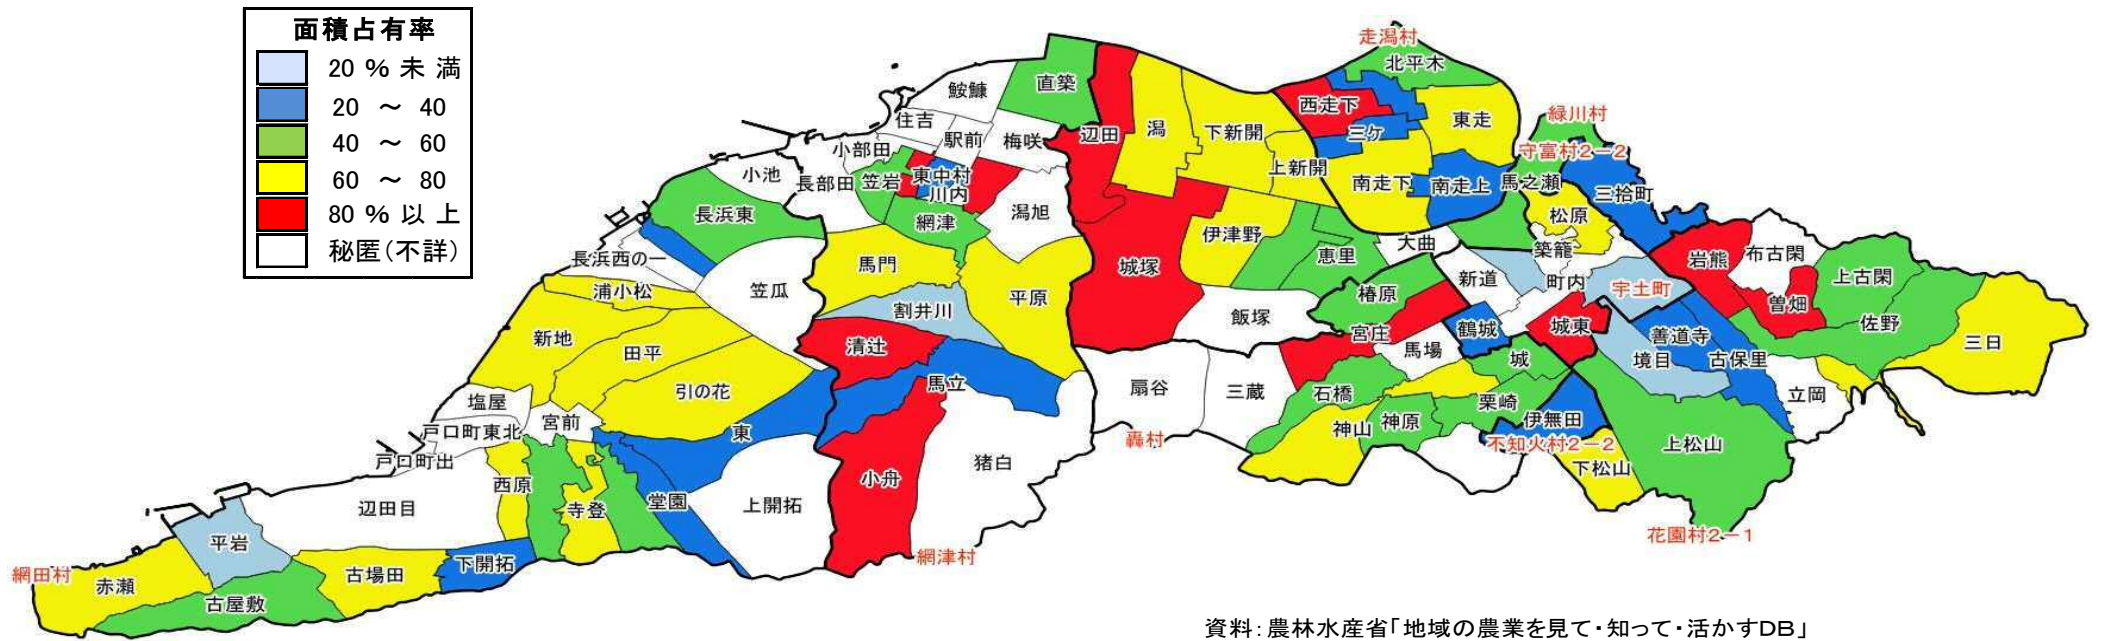 面積占有率
20 % 未 満
20 ～ 40
40 ～ 60
60 ～ 80
80 % 以 上
秘匿(不詳)
走潟村
北平木
鮟鱇
直築
西走下
東走
緑川村
住吉
駅前
梅咲
辺田
潟
下新開
三ケ
守富村2－2
小部田
上新開
小池
長部田
笠岩
東中村
川内
南走下
南走上
馬之瀬
三拾町
長浜東
網津
潟旭
伊津野
松原
大曲
築籠
長浜西の一
馬門
城塚
恵里
岩熊
布古閑
浦小松
笠瓜
平原
椿原
新道
町内
宇土町
上古閑
割井川
飯塚
曽畑
新地
田平
清辻
宮庄
馬場
鶴城
城東
善道寺
佐野
三日
城
境目
古保里
引の花
馬立
扇谷
三蔵
石橋
立岡
塩屋
宮前
栗崎
伊無田
戸口町東北
東
轟村
神山
神原
不知火村2－2
上松山
戸口町出
猪白
下松山
西原
小舟
辺田目
寺登
堂園
上開拓
花園村2－1
平岩
網津村
網田村
赤瀬
古場田
下開拓
古屋敷
資料:農林水産省「地域の農業を見て・知って・活かすDB」